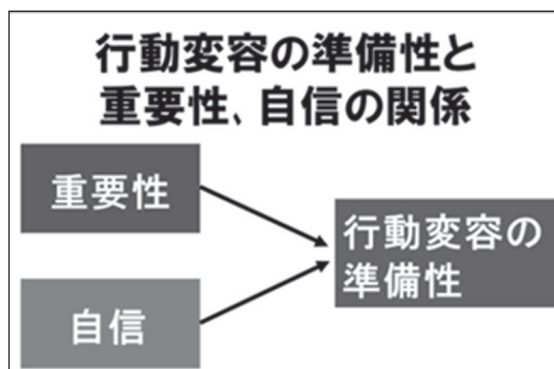 行動変容の準備性と
重要性、自信の関係
重要性
自信
行動変容の
準備性